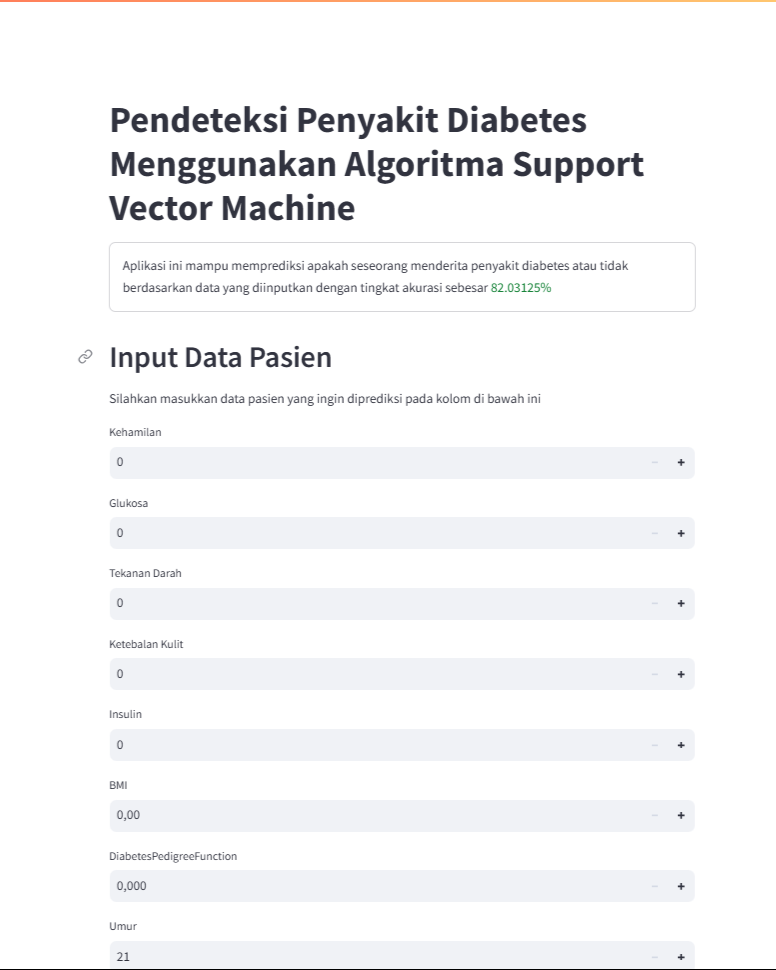 Pendeteksi Penyakit Diabetes
Menggunakan Algoritma Support
Vector Machine
Aplikasi ini mampu memprediksi apakah seseorang menderita penyakit diabetes atau tidak
berdasarkan data yang diinputkan dengan tingkat akurasi sebesar 82.03125%
Input Data Pasien
Silahkan masukkan data pasien yang ingin diprediksi pada kolom di bawah ini
Kehamilan
0
Glukosa
0
Tekanan Darah
0
Ketebalan Kulit
0
Insulin
0
BMI
0,00
DiabetesPedigreeFunction
0,000
Umur
21